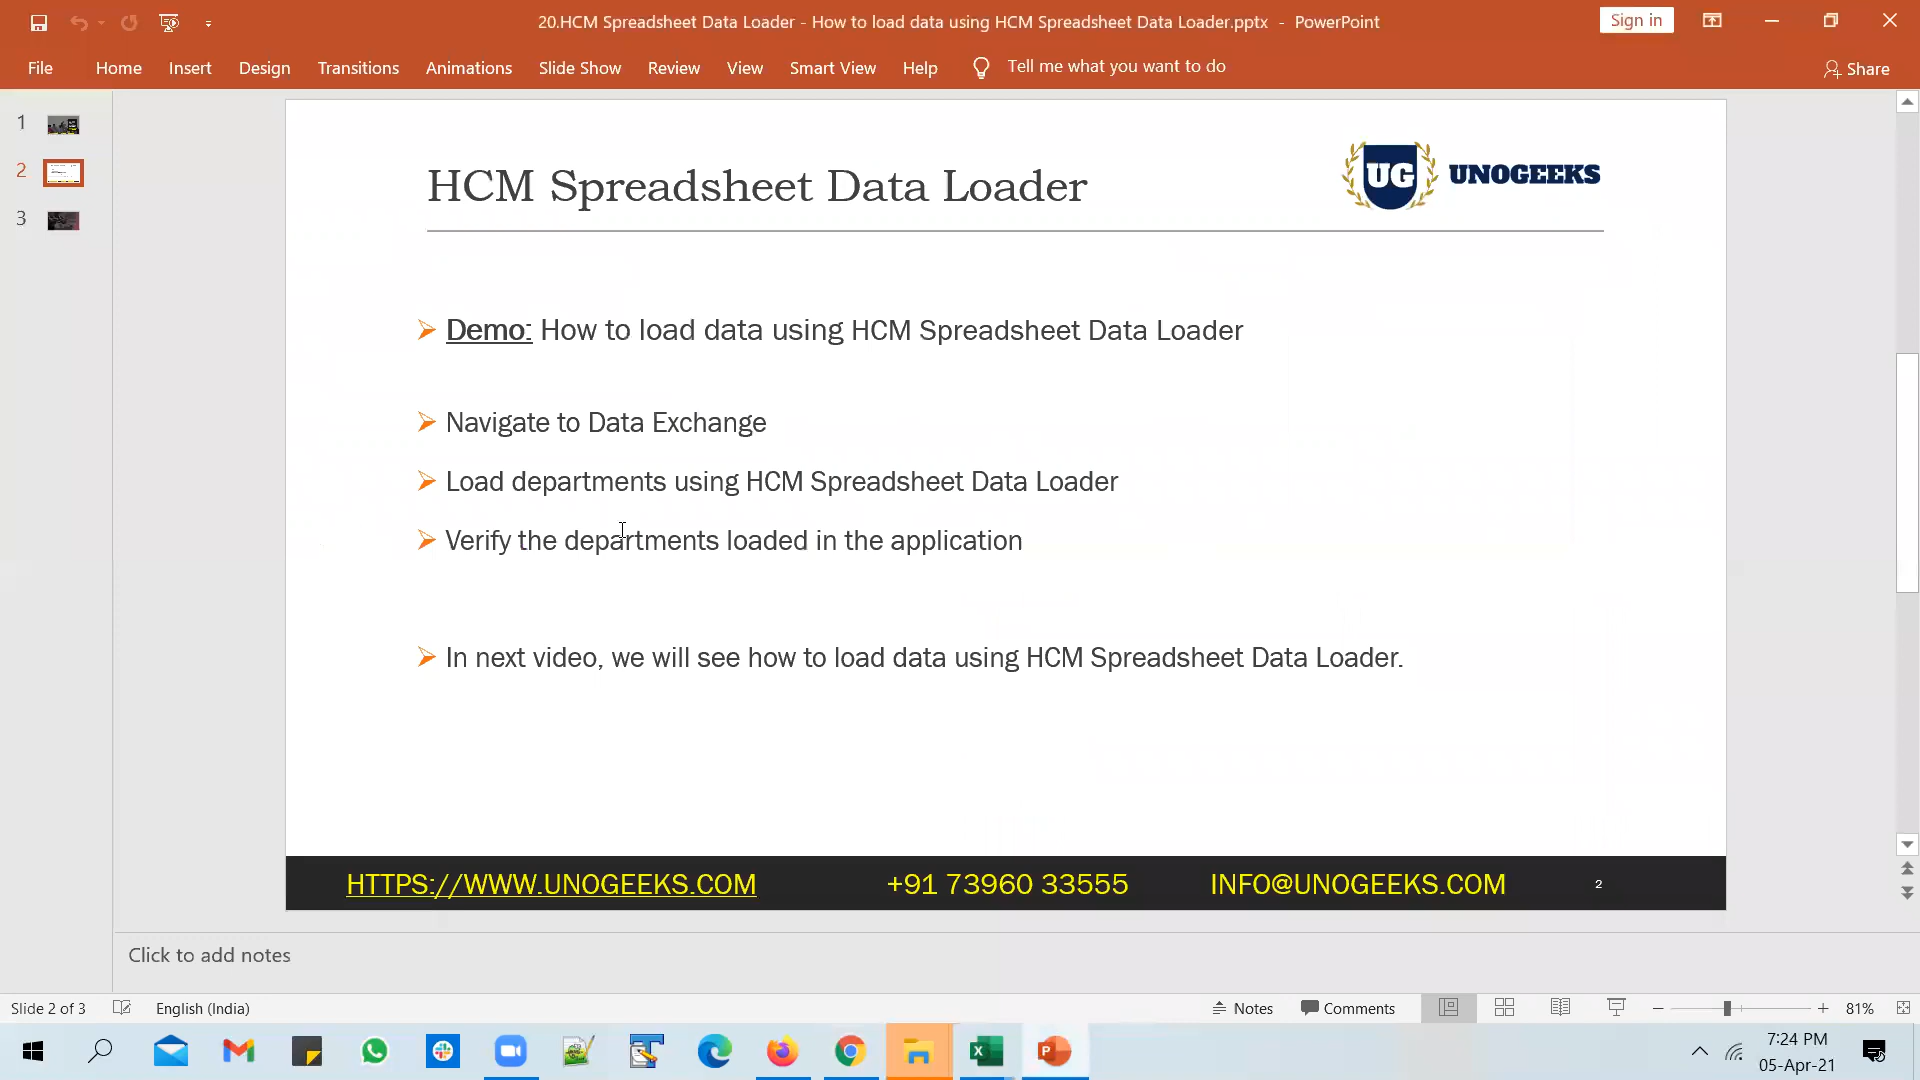 20.HCM Spreadsheet Data Loader - How to load data using HCM Spreadsheet Data Loader.pptx - PowerPoint
Sign in
File Home Insert Design Transitions Animations Slide Show Review View Smart View Help Tell me what you want to do Share
1
2
3
HCM Spreadsheet Data Loader
UG UNOGEEKS
Demo: How to load data using HCM Spreadsheet Data Loader
Navigate to Data Exchange
Load departments using HCM Spreadsheet Data Loader
Verify the departments loaded in the application
In next video, we will see how to load data using HCM Spreadsheet Data Loader.
HTTPS://WWW.UNOGEEKS.COM +91 73960 33555 INFO@UNOGEEKS.COM 2
Click to add notes
Slide 2 of 3 English (India) Notes Comments 81%
7:24 PM
05-Apr-21